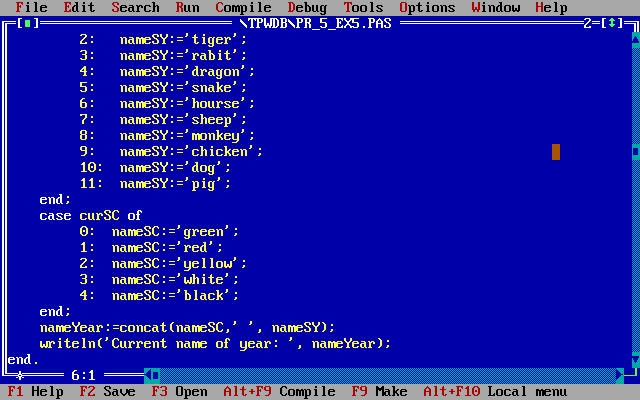 File Edit Search Run Compile Debug Tools Options Window Help
[■] \TPWDB\PR_5_EX5.PAS 2=[↕]
2: nameSY:='tiger';
3: nameSY:='rabit';
4: nameSY:='dragon';
5: nameSY:='snake';
6: nameSY:='hourse';
7: nameSY:='sheep';
8: nameSY:='monkey';
9: nameSY:='chicken';
10: nameSY:='dog';
11: nameSY:='pig';
end;
case curSC of
0: nameSC:='green';
1: nameSC:='red';
2: nameSC:='yellow';
3: nameSC:='white';
4: nameSC:='black';
end;
nameYear:=concat(nameSC,' ', nameSY);
writeln('Current name of year: ', nameYear);
end.
6:1
F1 Help F2 Save F3 Open Alt+F9 Compile F9 Make Alt+F10 Local menu